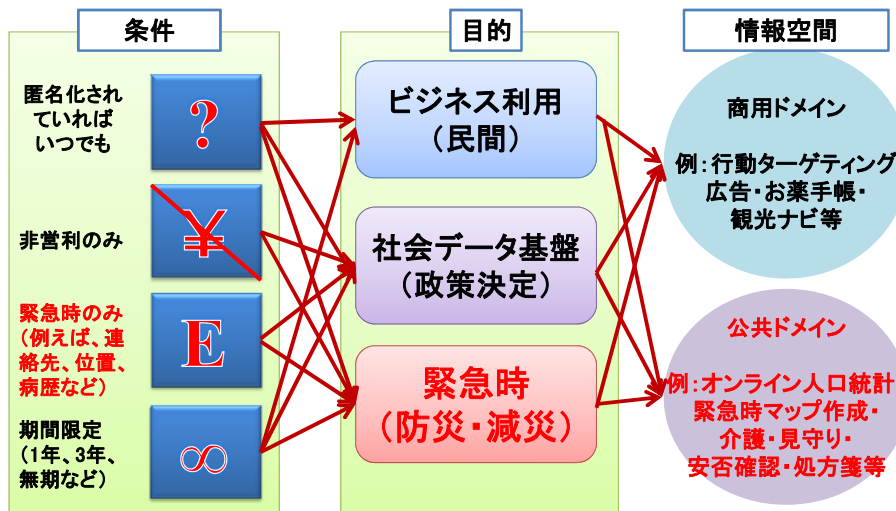 条件
目的
情報空間
匿名化され
ていれば
いつでも
?
非営利のみ
¥
緊急時のみ
(例えば、連
絡先、位置、
病歴など)
E
期間限定
(1年、3年、
無期など)
∞
ビジネス利用
(民間)
社会データ基盤
(政策決定)
緊急時
(防災・減災)
商用ドメイン
例:行動ターゲティング
広告・お薬手帳・
観光ナビ等
公共ドメイン
例:オンライン人口統計
緊急時マップ作成・
介護・見守り・
安否確認・処方箋等